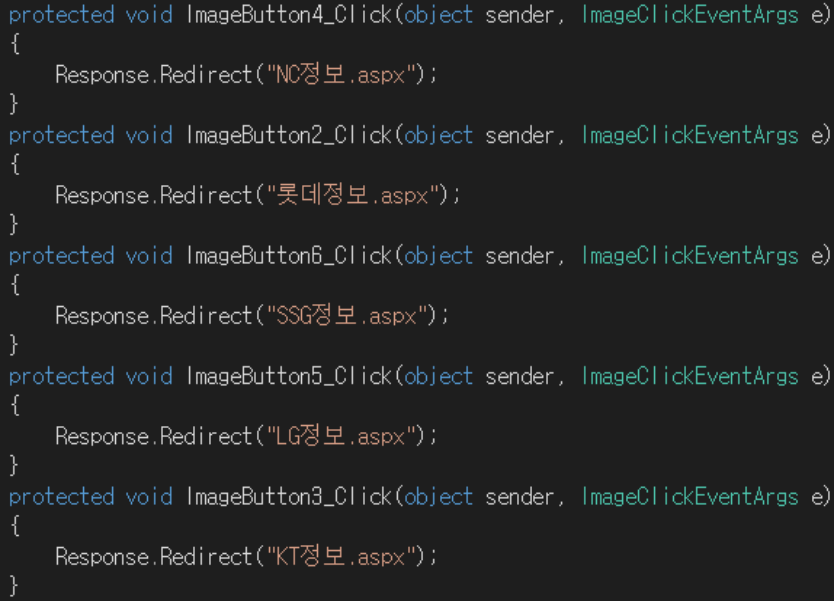 protected void ImageButton4_Click(object sender, ImageClickEventArgs e)
{
    Response.Redirect("NC정보.aspx");
}
protected void ImageButton2_Click(object sender, ImageClickEventArgs e)
{
    Response.Redirect("롯데정보.aspx");
}
protected void ImageButton6_Click(object sender, ImageClickEventArgs e)
{
    Response.Redirect("SSG정보.aspx");
}
protected void ImageButton5_Click(object sender, ImageClickEventArgs e)
{
    Response.Redirect("LG정보.aspx");
}
protected void ImageButton3_Click(object sender, ImageClickEventArgs e)
{
    Response.Redirect("KT정보.aspx");
}